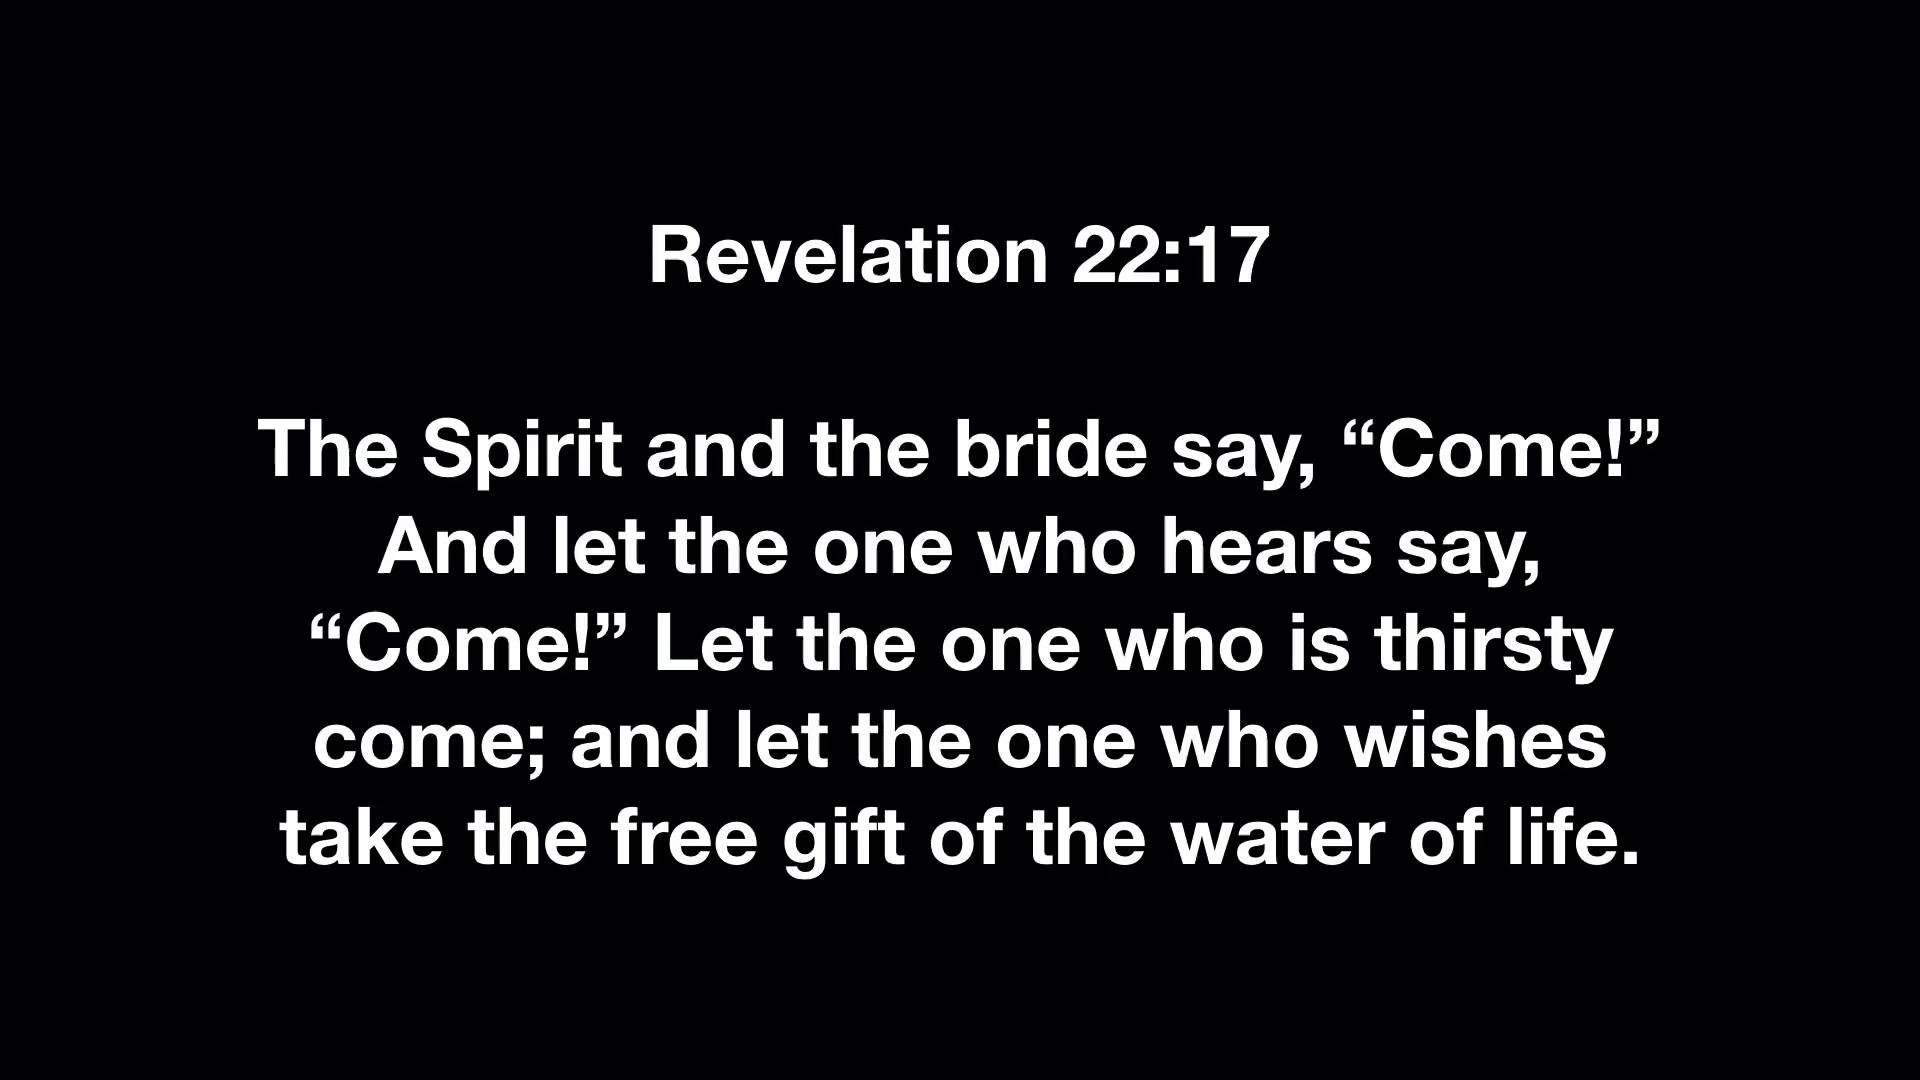 Revelation 22:17
The Spirit and the bride say, “Come!”
And let the one who hears say,
“Come!” Let the one who is thirsty
come; and let the one who wishes
take the free gift of the water of life.